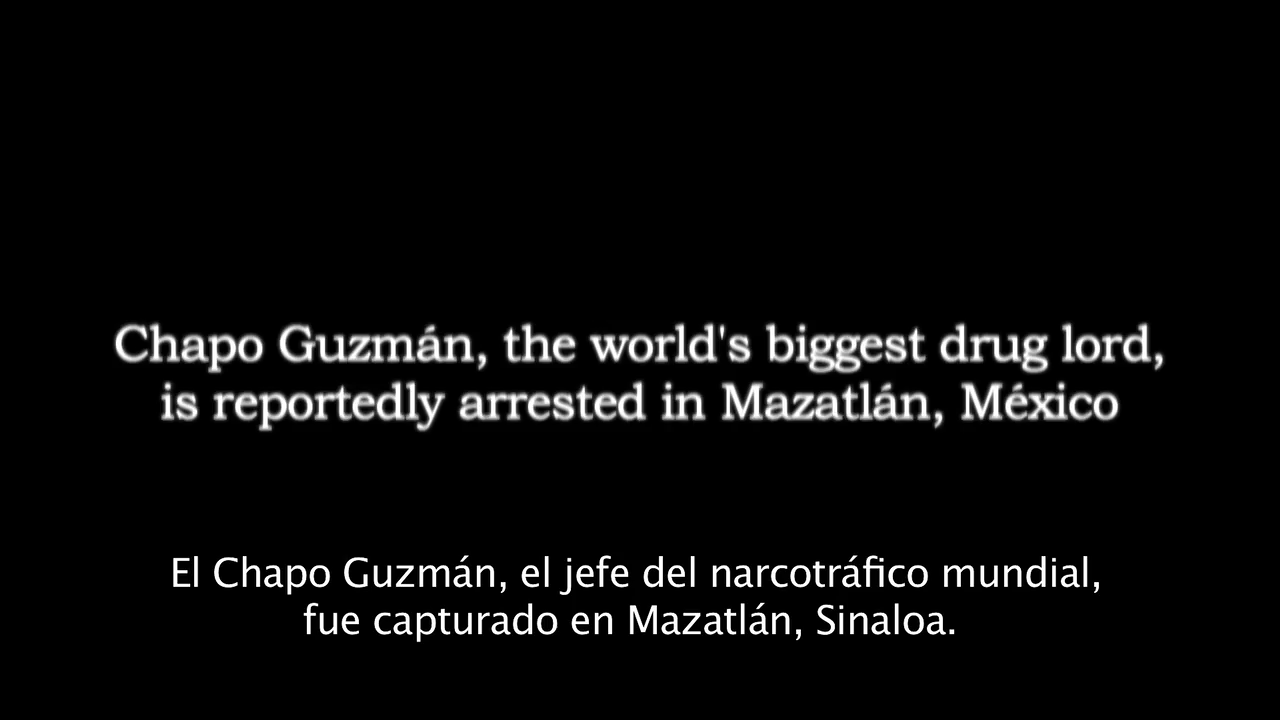 Chapo Guzmán, the world's biggest drug lord,
is reportedly arrested in Mazatlán, México
El Chapo Guzmán, el jefe del narcotráfico mundial,
fue capturado en Mazatlán, Sinaloa.